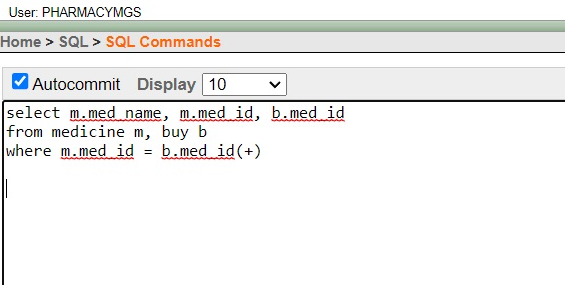 User: PHARMACYMGS
Home > SQL > SQL Commands
Autocommit Display 10
select m.med_name, m.med_id, b.med_id
from medicine m, buy b
where m.med_id = b.med_id(+)